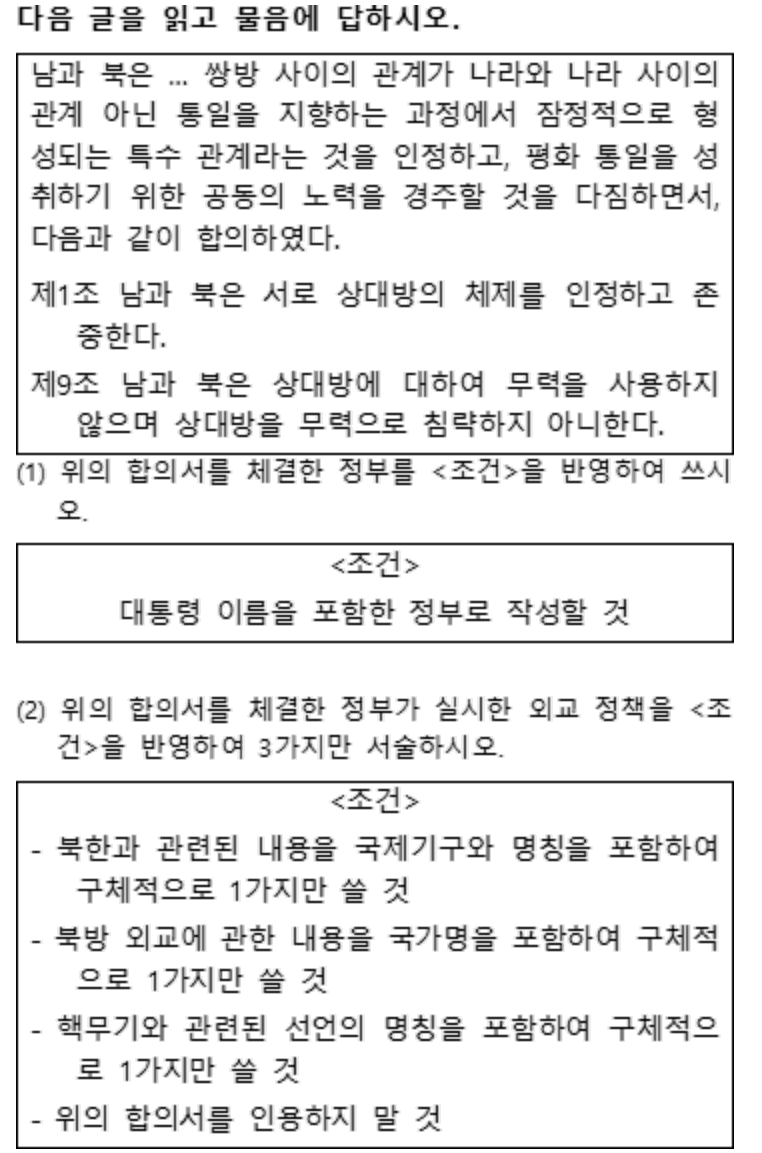 다음 글을 읽고 물음에 답하시오.
남과 북은 ... 쌍방 사이의 관계가 나라와 나라 사이의
관계 아닌 통일을 지향하는 과정에서 잠정적으로 형
성되는 특수 관계라는 것을 인정하고, 평화 통일을 성
취하기 위한 공동의 노력을 경주할 것을 다짐하면서,
다음과 같이 합의하였다.
제1조 남과 북은 서로 상대방의 체제를 인정하고 존
중한다.
제9조 남과 북은 상대방에 대하여 무력을 사용하지
않으며 상대방을 무력으로 침략하지 아니한다.
(1) 위의 합의서를 체결한 정부를 <조건>을 반영하여 쓰시
오.
<조건>
대통령 이름을 포함한 정부로 작성할 것
(2) 위의 합의서를 체결한 정부가 실시한 외교 정책을 <조
건>을 반영하여 3가지만 서술하시오.
<조건>
- 북한과 관련된 내용을 국제기구와 명칭을 포함하여
구체적으로 1가지만 쓸 것
- 북방 외교에 관한 내용을 국가명을 포함하여 구체적
으로 1가지만 쓸 것
- 핵무기와 관련된 선언의 명칭을 포함하여 구체적으
로 1가지만 쓸 것
- 위의 합의서를 인용하지 말 것